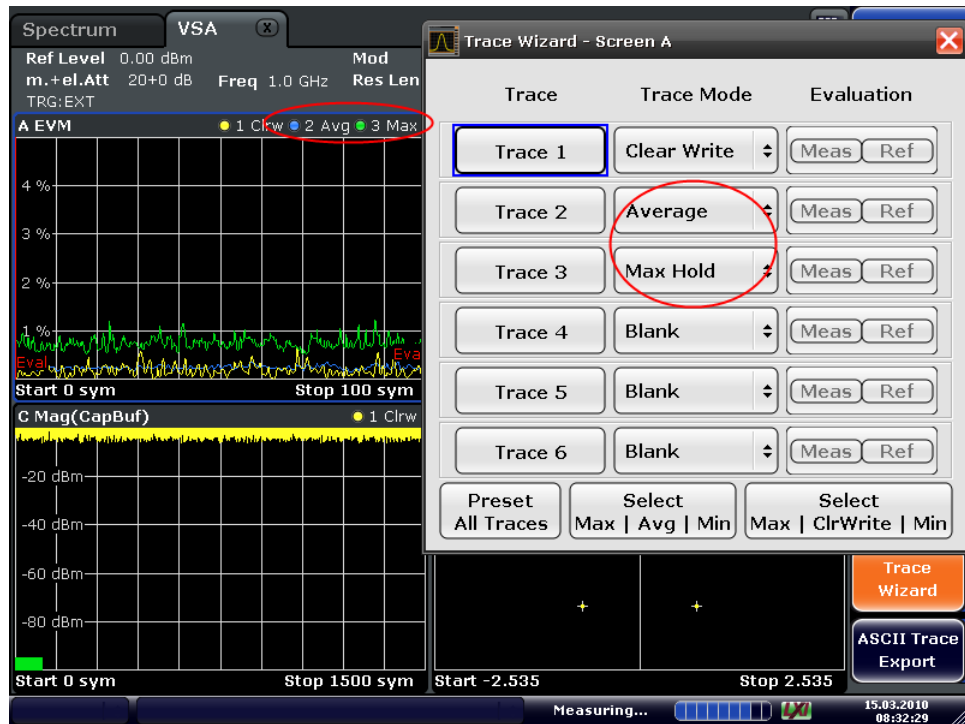 Spectrum
VSA
X
Ref Level 0.00 dBm
Mod
m.+el.Att 20+0 dB Freq 1.0 GHz Res Len
TRG:EXT
A EVM
1 Clrw 2 Avg 3 Max
4 %
3 %
2 %
1 %
Eval
Eva
Start 0 sym
Stop 100 sym
C Mag(CapBuf)
1 Clrw
-20 dBm
-40 dBm
-60 dBm
-80 dBm
Start 0 sym
Stop 1500 sym
Trace Wizard - Screen A
Trace
Trace Mode
Evaluation
Trace 1
Clear Write
Meas Ref
Trace 2
Average
Meas Ref
Trace 3
Max Hold
Meas Ref
Trace 4
Blank
Meas Ref
Trace 5
Blank
Meas Ref
Trace 6
Blank
Meas Ref
Preset
All Traces
Select
Max | Avg | Min
Select
Max | ClrWrite | Min
Start -2.535
Stop 2.535
Trace
Wizard
ASCII Trace
Export
Measuring...
LXI
15.03.2010
08:32:29